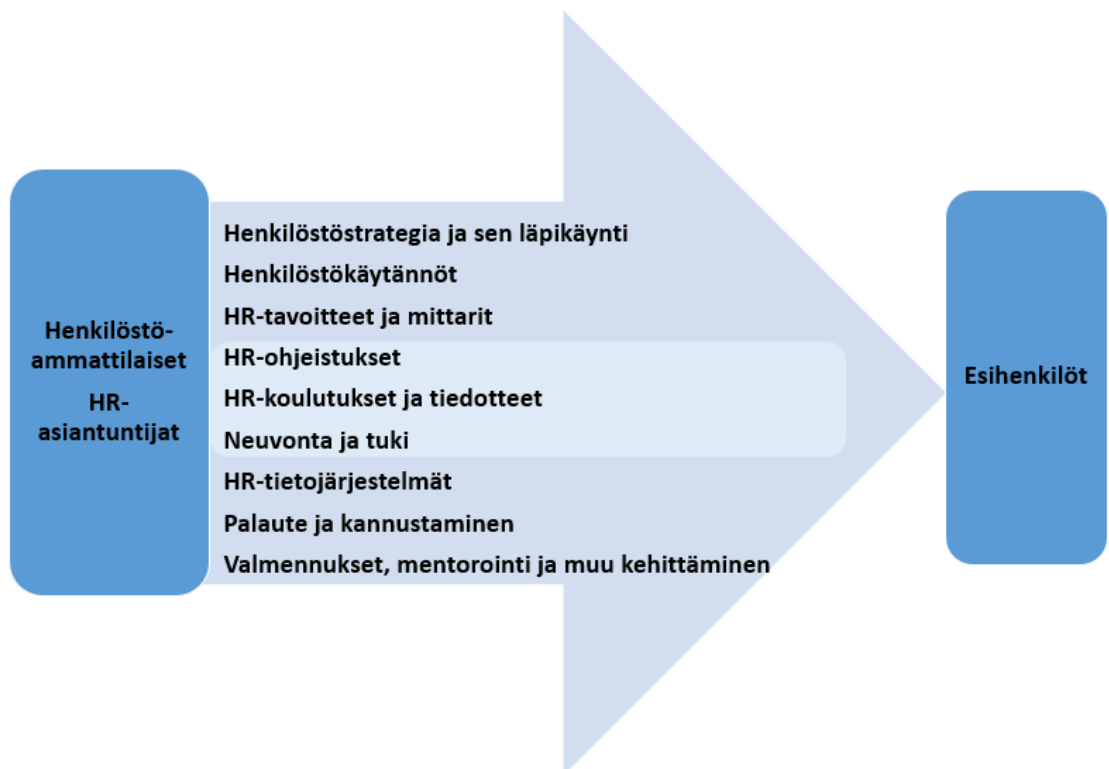 Henkilöstö-
ammattilaiset
HR-
asiantuntijat
Henkilöstöstrategia ja sen läpikäynti
Henkilöstökäytännöt
HR-tavoitteet ja mittarit
HR-ohjeistukset
HR-koulutukset ja tiedotteet
Neuvonta ja tuki
HR-tietojärjestelmät
Palaute ja kannustaminen
Valmennukset, mentorointi ja muu kehittäminen
Esihenkilöt